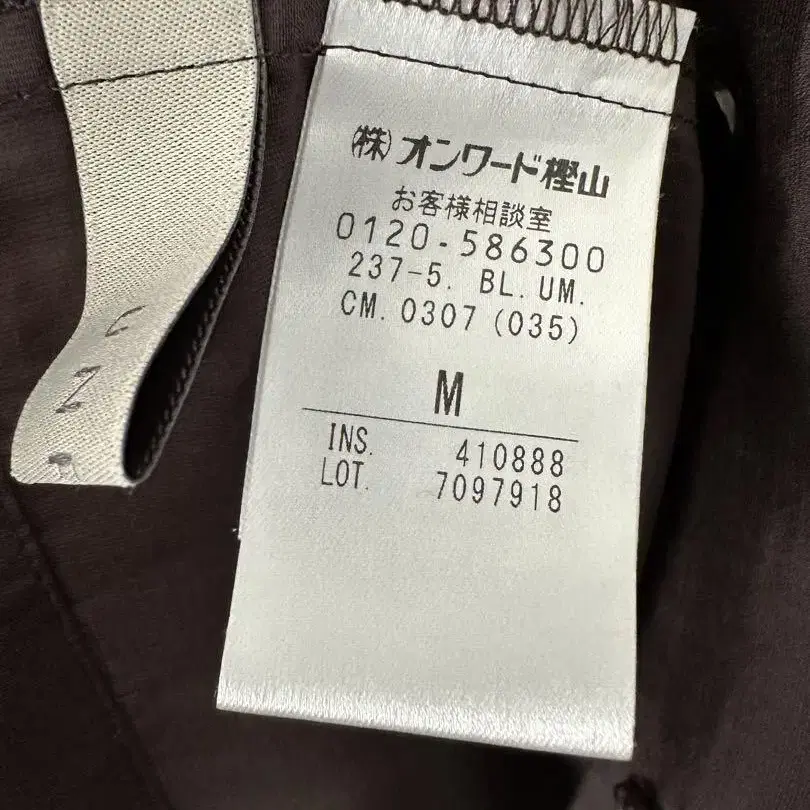 (株)オンワード樫山
お客様相談室
0120-586300
237-5. BL. UM.
CM. 0307 (035)
M
INS. 410888
LOT. 7097918